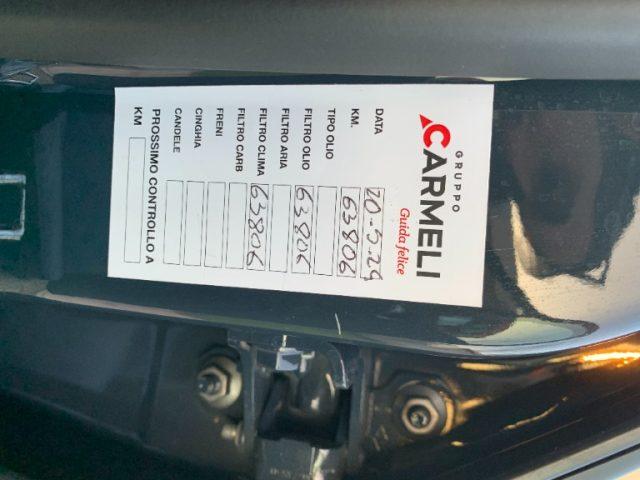 GRUPPO
CARMELI
Guida felice
DATA 20.5.24
KM. 63806
TIPO OLIO
FILTRO OLIO 63806
FILTRO ARIA
FILTRO CLIMA 63806
FILTRO CARB
FRENI
CINGHIA
CANDELE
PROSSIMO CONTROLLO A
KM